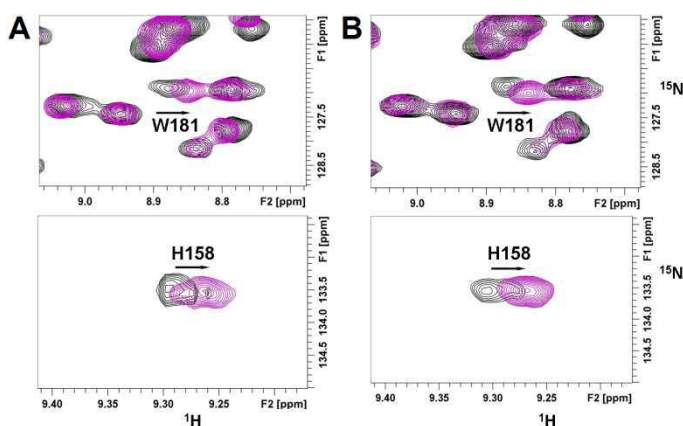 A
B
F1 [ppm]
127.5
128.5
W181
9.0
8.9
8.8
F2 [ppm]
F1 [ppm]
127.5
128.5
¹⁵N
W181
9.0
8.9
8.8
F2 [ppm]
H158
F1 [ppm]
133.5
134.0
134.5
9.40
9.35
9.30
9.25
F2 [ppm]
¹H
H158
F1 [ppm]
133.5
134.0
134.5
¹⁵N
9.40
9.35
9.30
9.25
F2 [ppm]
¹H